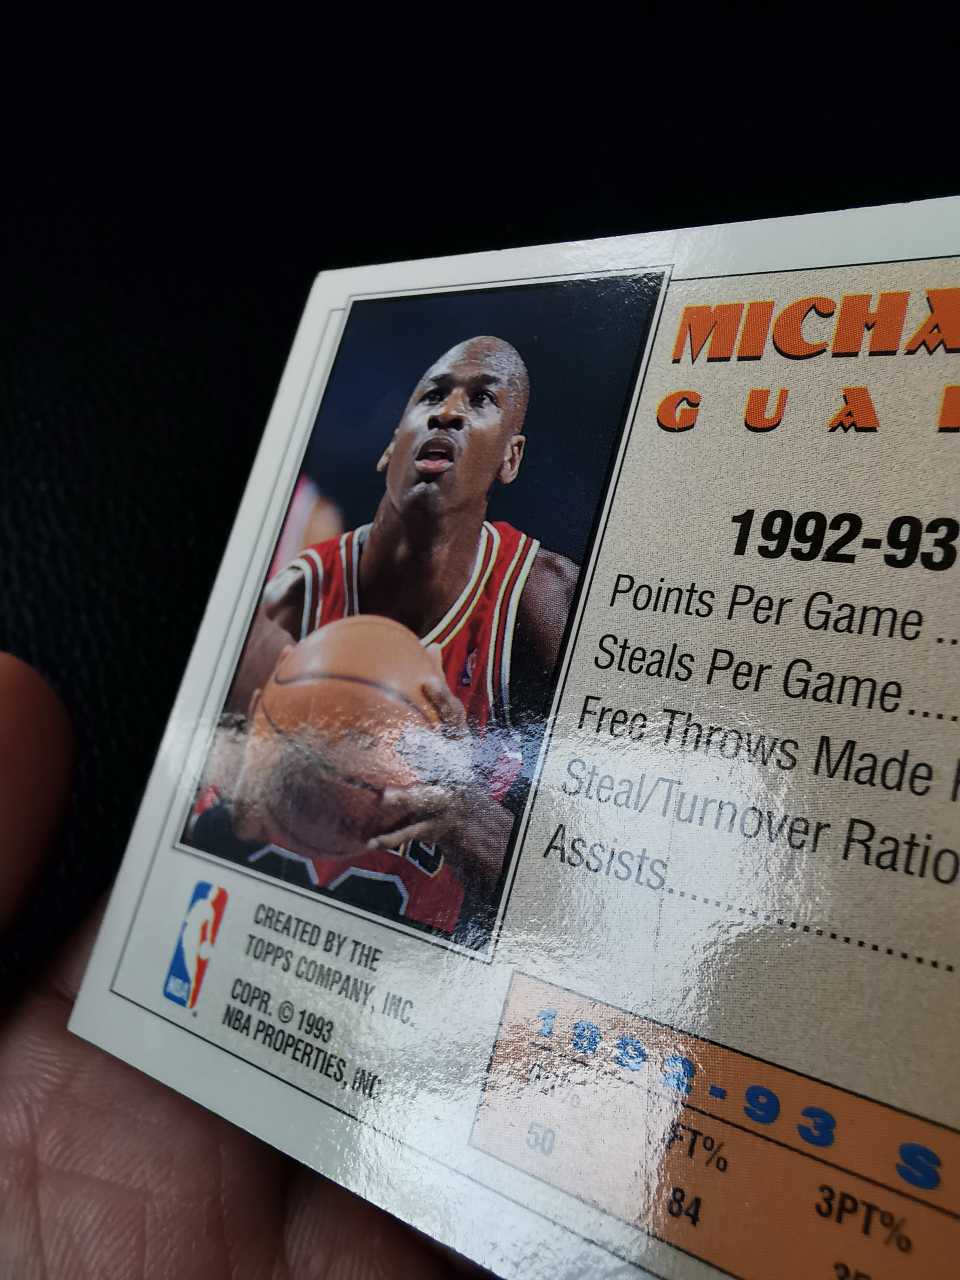 MICHA
GUA
1992-93
Points Per Game ..
Steals Per Game....
Free Throws Made
Steal/Turnover Ratio
Assists......................
NBA
CREATED BY THE
TOPPS COMPANY, INC.
COPR. © 1993
NBA PROPERTIES, INC.
1992-93 S
FT% 3PT%
50 84